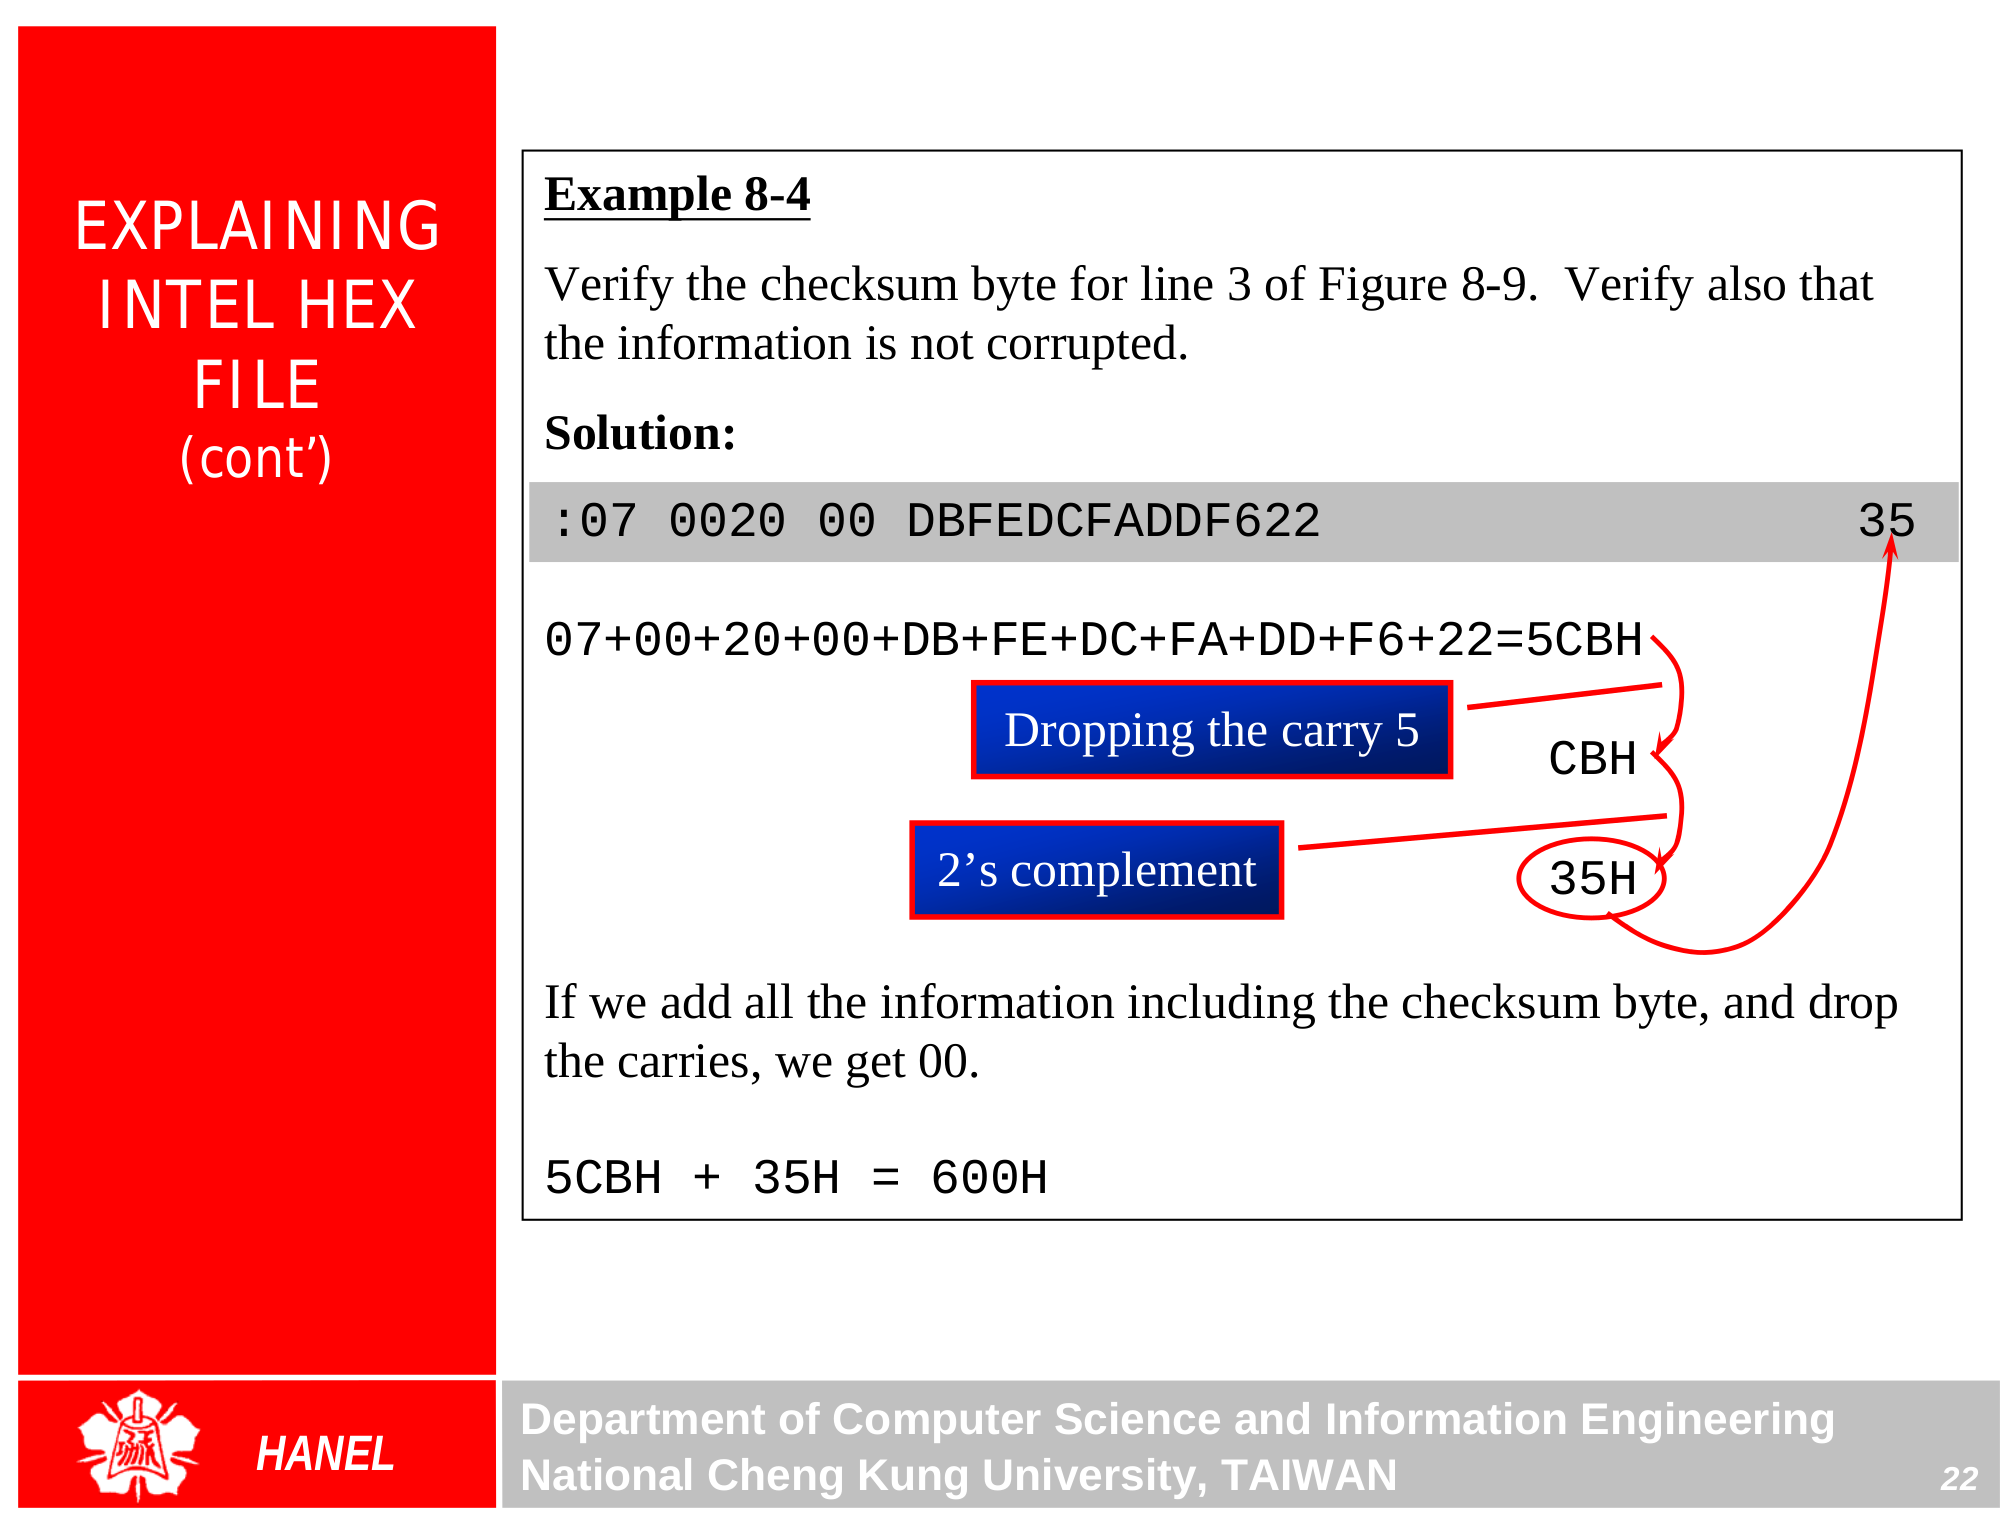 EXPLAINING
INTEL HEX
FILE
(cont’)
Example 8-4
Verify the checksum byte for line 3 of Figure 8-9.  Verify also that
the information is not corrupted.
Solution:
:07 0020 00 DBFEDCFADDF622                  35
07+00+20+00+DB+FE+DC+FA+DD+F6+22=5CBH
Dropping the carry 5
CBH
2’s complement
35H
If we add all the information including the checksum byte, and drop
the carries, we get 00.
5CBH + 35H = 600H
HANEL
Department of Computer Science and Information Engineering
National Cheng Kung University, TAIWAN
22